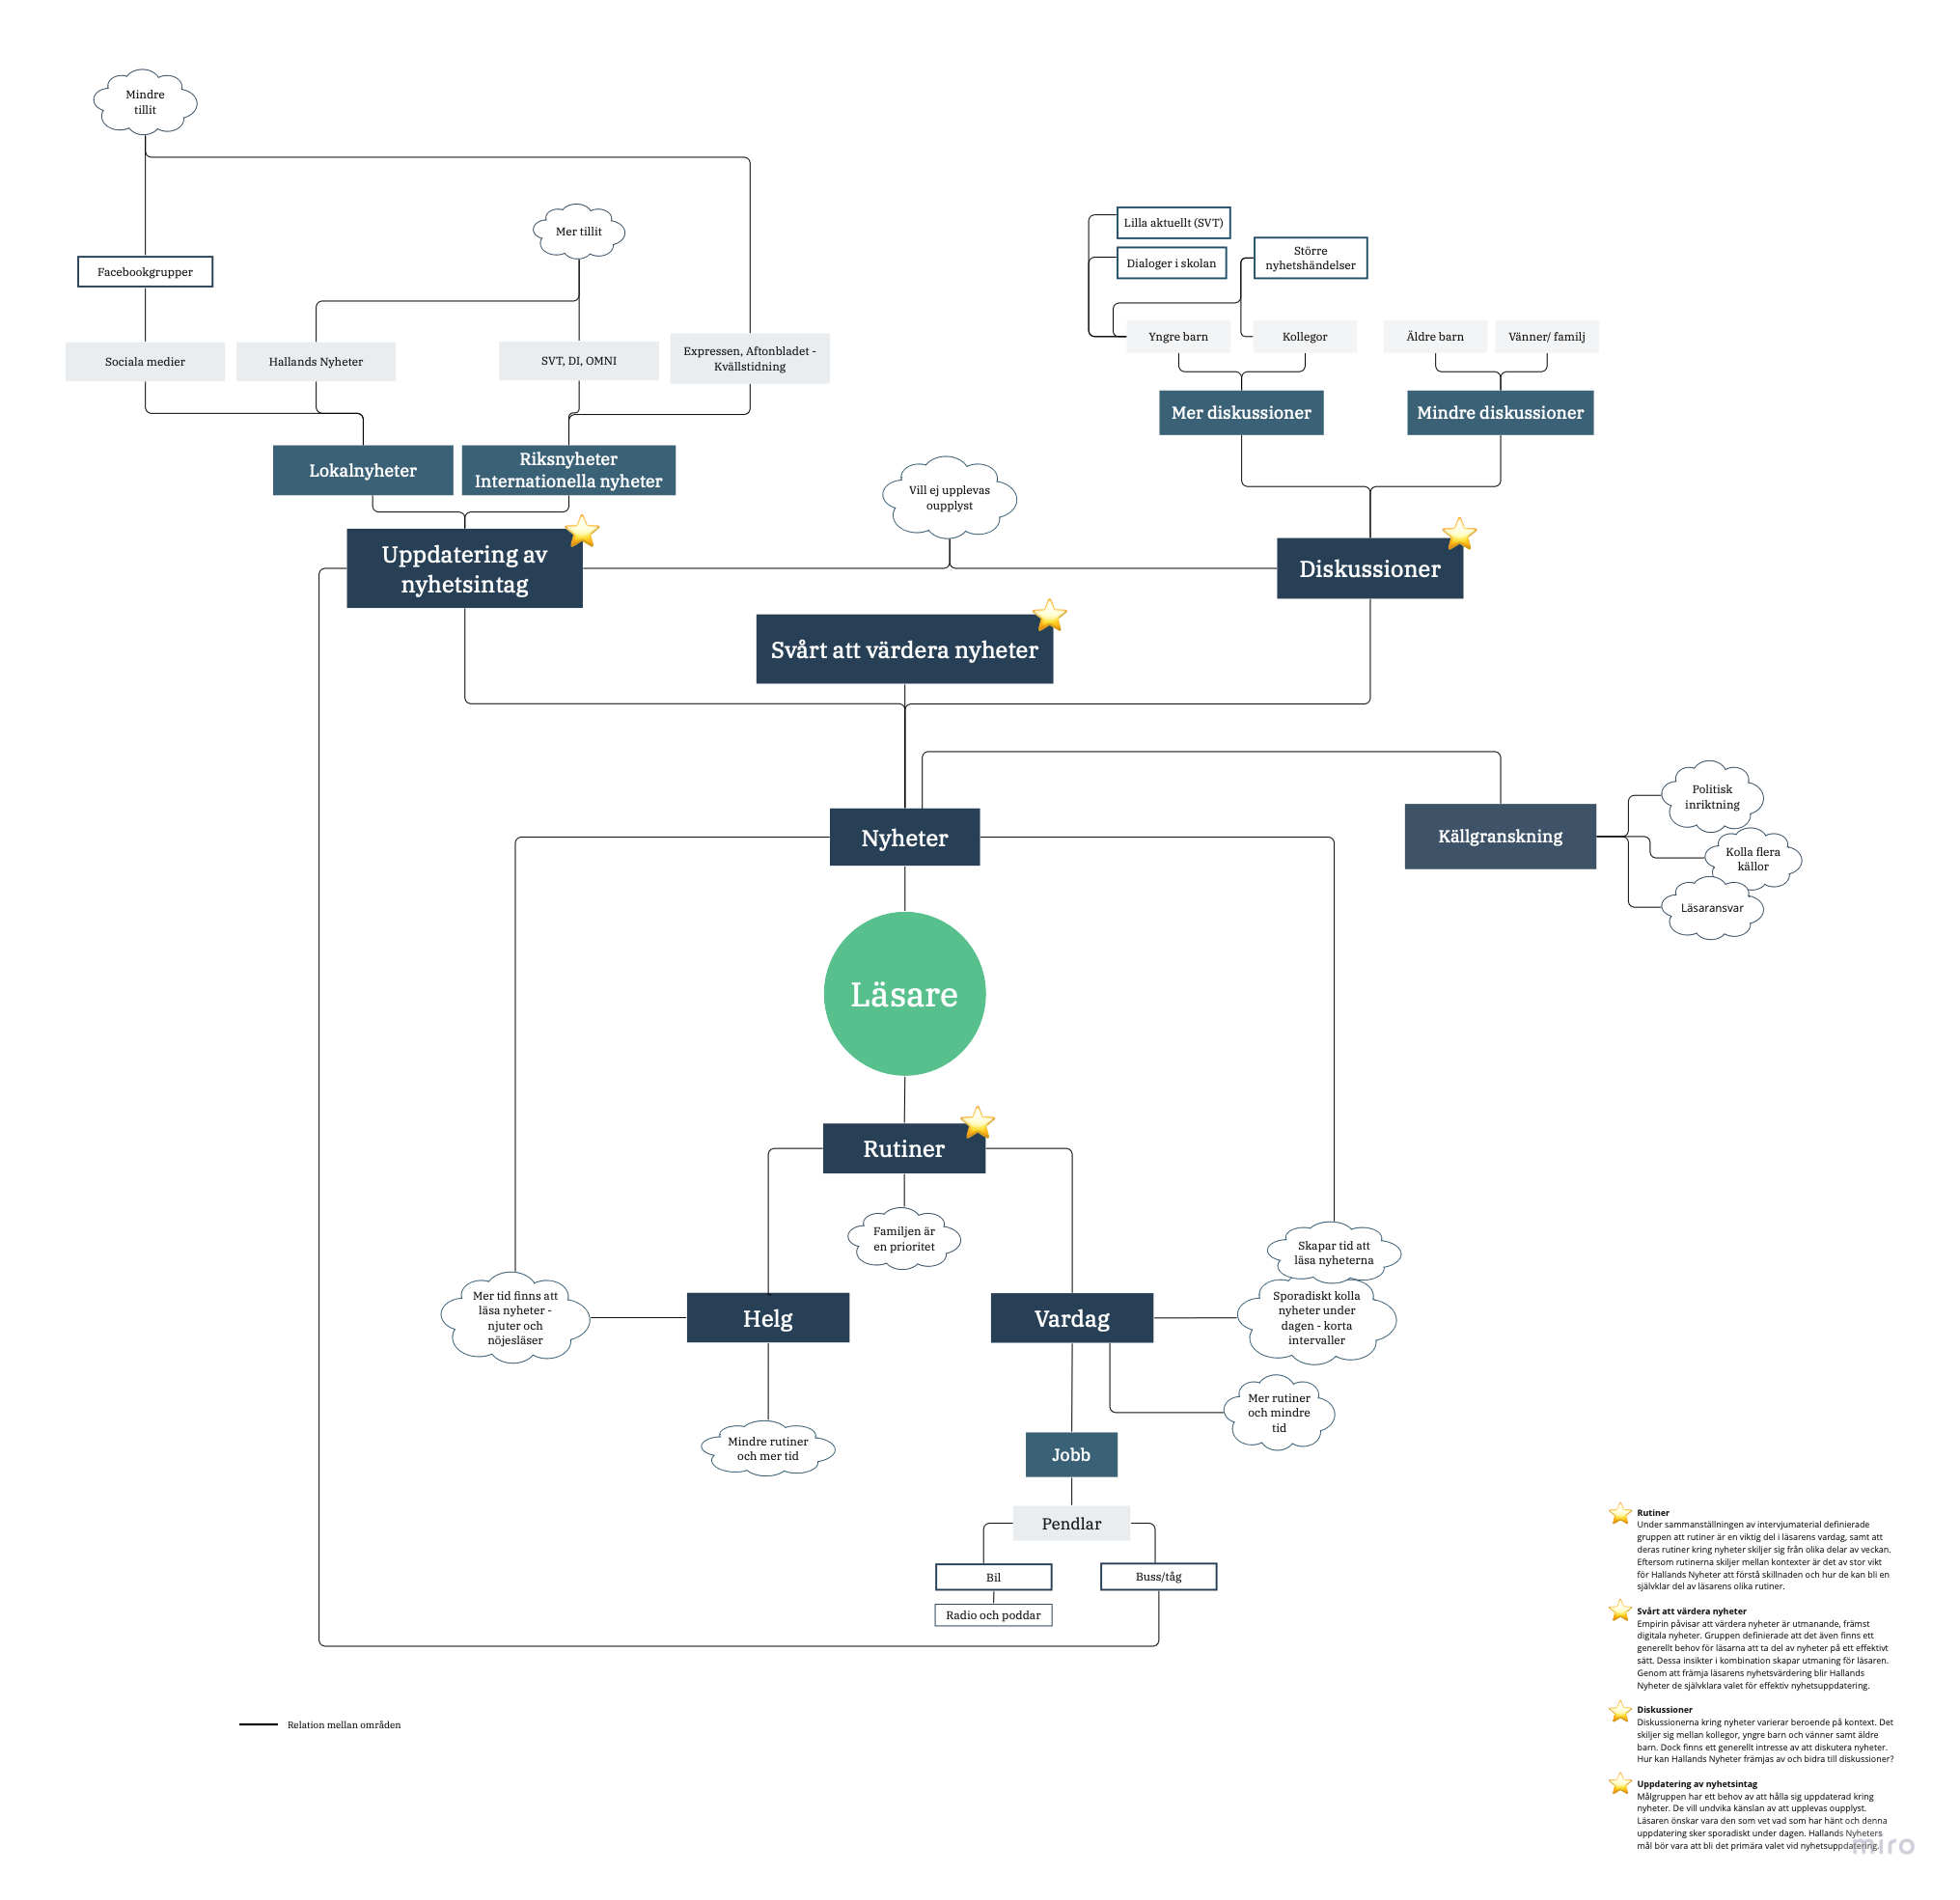 Mindre
tillit
Mer tillit
Lilla aktuellt (SVT)
Dialoger i skolan
Större
nyhetshändelser
Facebookgrupper
Yngre barn
Kollegor
Äldre barn
Vänner/ familj
Sociala medier
Hallands Nyheter
SVT, DI, OMNI
Expressen, Aftonbladet -
Kvällstidning
Mer diskussioner
Mindre diskussioner
Lokalnyheter
Riksnyheter
Internationella nyheter
Vill ej upplevas
oupplyst
Uppdatering av
nyhetsintag
Diskussioner
Svårt att värdera nyheter
Nyheter
Källgranskning
Politisk
inriktning
Kolla flera
källor
Läsaransvar
Läsare
Rutiner
Familjen är
en prioritet
Mer tid finns att
läsa nyheter -
njuter och
nöjesläser
Helg
Vardag
Skapar tid att
läsa nyheterna
Sporadiskt kolla
nyheter under
dagen - korta
intervaller
Mer rutiner
och mindre
tid
Mindre rutiner
och mer tid
Jobb
Pendlar
Bil
Buss/tåg
Radio och poddar
Relation mellan områden
Rutiner
Under sammanställningen av intervjumaterial definierade
gruppen att rutiner är en viktig del i läsarens vardag, samt att
deras rutiner kring nyheter skiljer sig från olika delar av veckan.
Eftersom rutinerna skiljer mellan kontexter är det av stor vikt
för Hallands Nyheter att förstå skillnaden och hur de kan bli en
självklar del av läsarens olika rutiner.
Svårt att värdera nyheter
Empirin påvisar att värdera nyheter är utmanande, främst
digitala nyheter. Gruppen definierade att det även finns ett
generellt behov för läsarna att ta del av nyheter på ett effektivt
sätt. Dessa insikter i kombination skapar utmaning för läsaren.
Genom att främja läsarens nyhetsvärdering blir Hallands
Nyheter de självklara valet för effektiv nyhetsuppdatering.
Diskussioner
Diskussionerna kring nyheter varierar beroende på kontext. Det
skiljer sig mellan kollegor, yngre barn och vänner samt äldre
barn. Dock finns ett generellt intresse av att diskutera nyheter.
Hur kan Hallands Nyheter främjas av och bidra till diskussioner?
Uppdatering av nyhetsintag
Målgruppen har ett behov av att hålla sig uppdaterad kring
nyheter. De vill undvika känslan av att upplevas oupplyst.
Läsaren önskar vara den som vet vad som har hänt och denna
uppdatering sker sporadiskt under dagen. Hallands Nyheters
mål bör vara att bli det primära valet vid nyhetsuppdatering.
miro